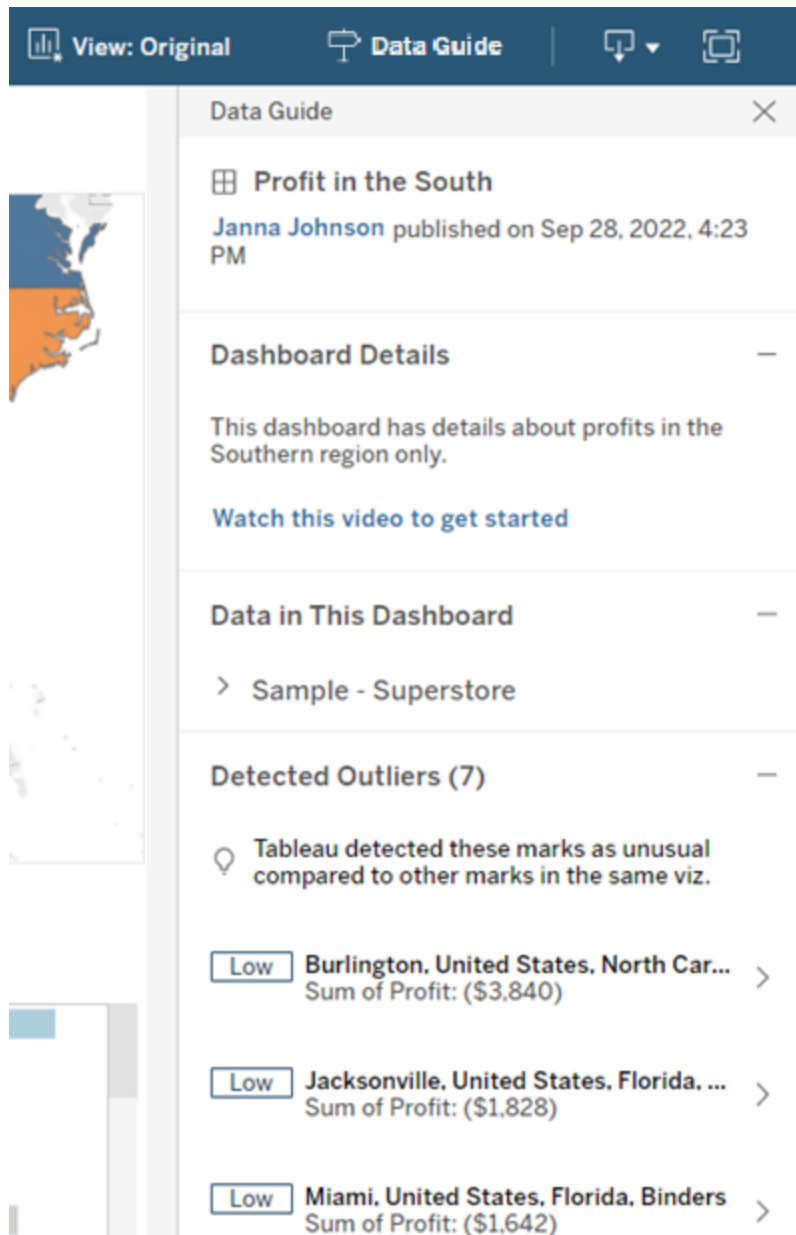 View: Original Data Guide
Data Guide
Profit in the South
Janna Johnson published on Sep 28, 2022, 4:23
PM
Dashboard Details
This dashboard has details about profits in the
Southern region only.
Watch this video to get started
Data in This Dashboard
Sample - Superstore
Detected Outliers (7)
Tableau detected these marks as unusual
compared to other marks in the same viz.
Low Burlington, United States, North Car...
Sum of Profit: ($3,840)
Low Jacksonville, United States, Florida, ...
Sum of Profit: ($1,828)
Low Miami, United States, Florida, Binders
Sum of Profit: ($1,642)